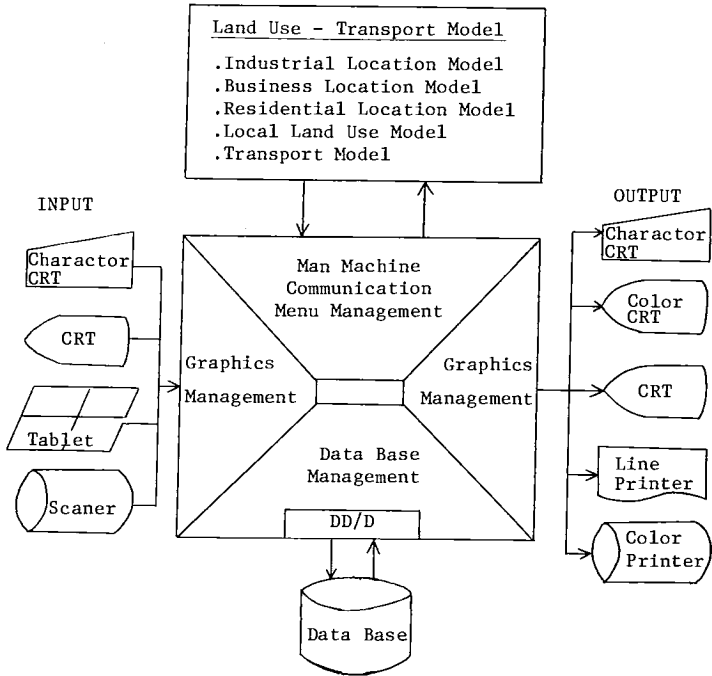 Land Use - Transport Model
.Industrial Location Model
.Business Location Model
.Residential Location Model
.Local Land Use Model
.Transport Model
INPUT
Charactor
CRT
CRT
Tablet
Scaner
Man Machine
Communication
Menu Management
Graphics
Management
Graphics
Management
Data Base
Management
DD/D
Data Base
OUTPUT
Charactor
CRT
Color
CRT
CRT
Line
Printer
Color
Printer